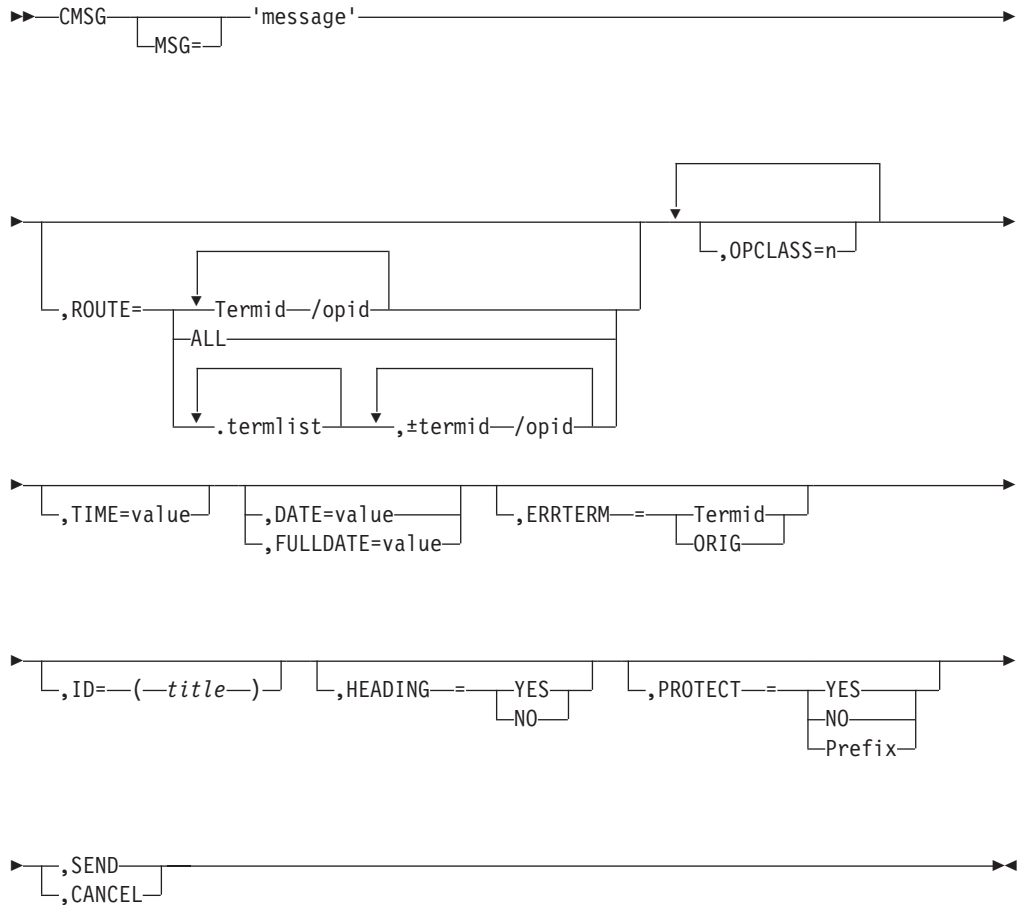 CMSG 'message'
MSG=
,OPCLASS=n
,ROUTE= Termid /opid
ALL
.termlist ,±termid /opid
,TIME=value ,DATE=value ,ERRTERM = Termid
,FULLDATE=value ORIG
,ID= ( title ) ,HEADING = YES ,PROTECT = YES
NO NO
Prefix
,SEND
,CANCEL